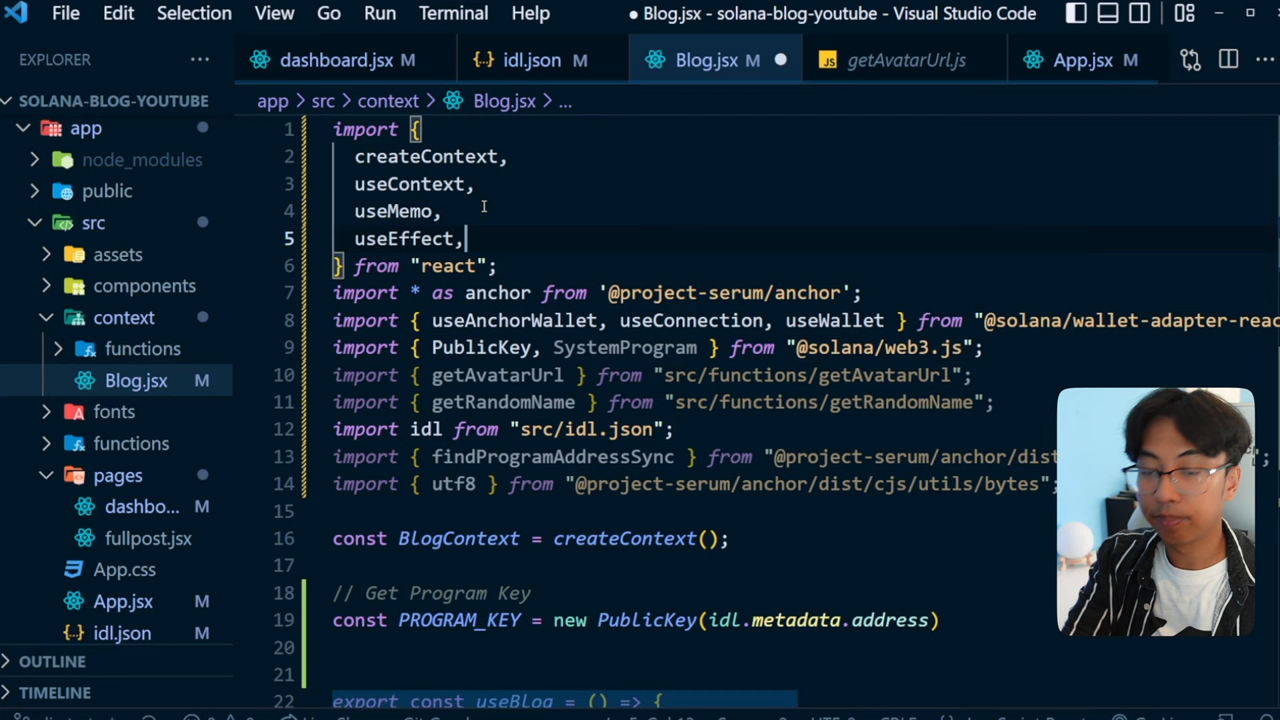 File Edit Selection View Go Run Terminal Help ● Blog.jsx - solana-blog-youtube - Visual Studio Code
EXPLORER ...
dashboard.jsx M {..} idl.json M Blog.jsx M JS getAvatarUrl.js App.jsx M
SOLANA-BLOG-YOUTUBE
app > src > context > Blog.jsx > ...
app
node_modules
public
src
assets
components
context
functions
Blog.jsx M
fonts
functions
pages
dashbo... M
fullpost.jsx
App.css
App.jsx M
{..} idl.json M
OUTLINE
TIMELINE
1 import {
2 createContext,
3 useContext,
4 useMemo,
5 useEffect,
6 } from "react";
7 import * as anchor from '@project-serum/anchor';
8 import { useAnchorWallet, useConnection, useWallet } from "@solana/wallet-adapter-reac
9 import { PublicKey, SystemProgram } from "@solana/web3.js";
10 import { getAvatarUrl } from "src/functions/getAvatarUrl";
11 import { getRandomName } from "src/functions/getRandomName";
12 import idl from "src/idl.json";
13 import { findProgramAddressSync } from "@project-serum/anchor/dist
14 import { utf8 } from "@project-serum/anchor/dist/cjs/utils/bytes";
15
16 const BlogContext = createContext();
17
18 // Get Program Key
19 const PROGRAM_KEY = new PublicKey(idl.metadata.address)
20
21
22 export const useBlog = () => {